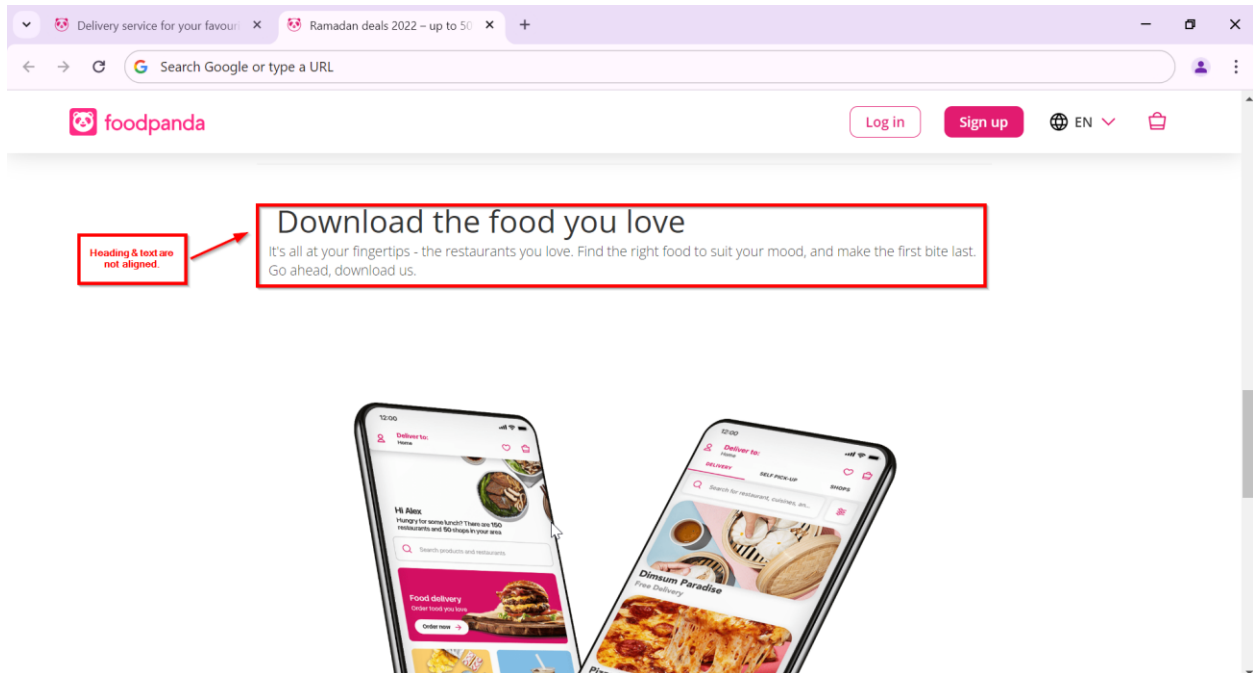 Delivery service for your favour
Ramadan deals 2022 – up to 50
Search Google or type a URL
foodpanda
Log in
Sign up
EN
Download the food you love
Heading & text are
not aligned.
It's all at your fingertips - the restaurants you love. Find the right food to suit your mood, and make the first bite last.
Go ahead, download us.
12:00
Deliver to:
Home
Hi Alex
Hungry for some lunch? There are 150
restaurants and 50 shops in your area
Search products and restaurants
Food delivery
Order food you love
Order now →
12:00
Deliver to:
Home
DELIVERY
SELF PICK-UP
SHOPS
Search for restaurant, cuisines, an...
Dimsum Paradise
Free Delivery